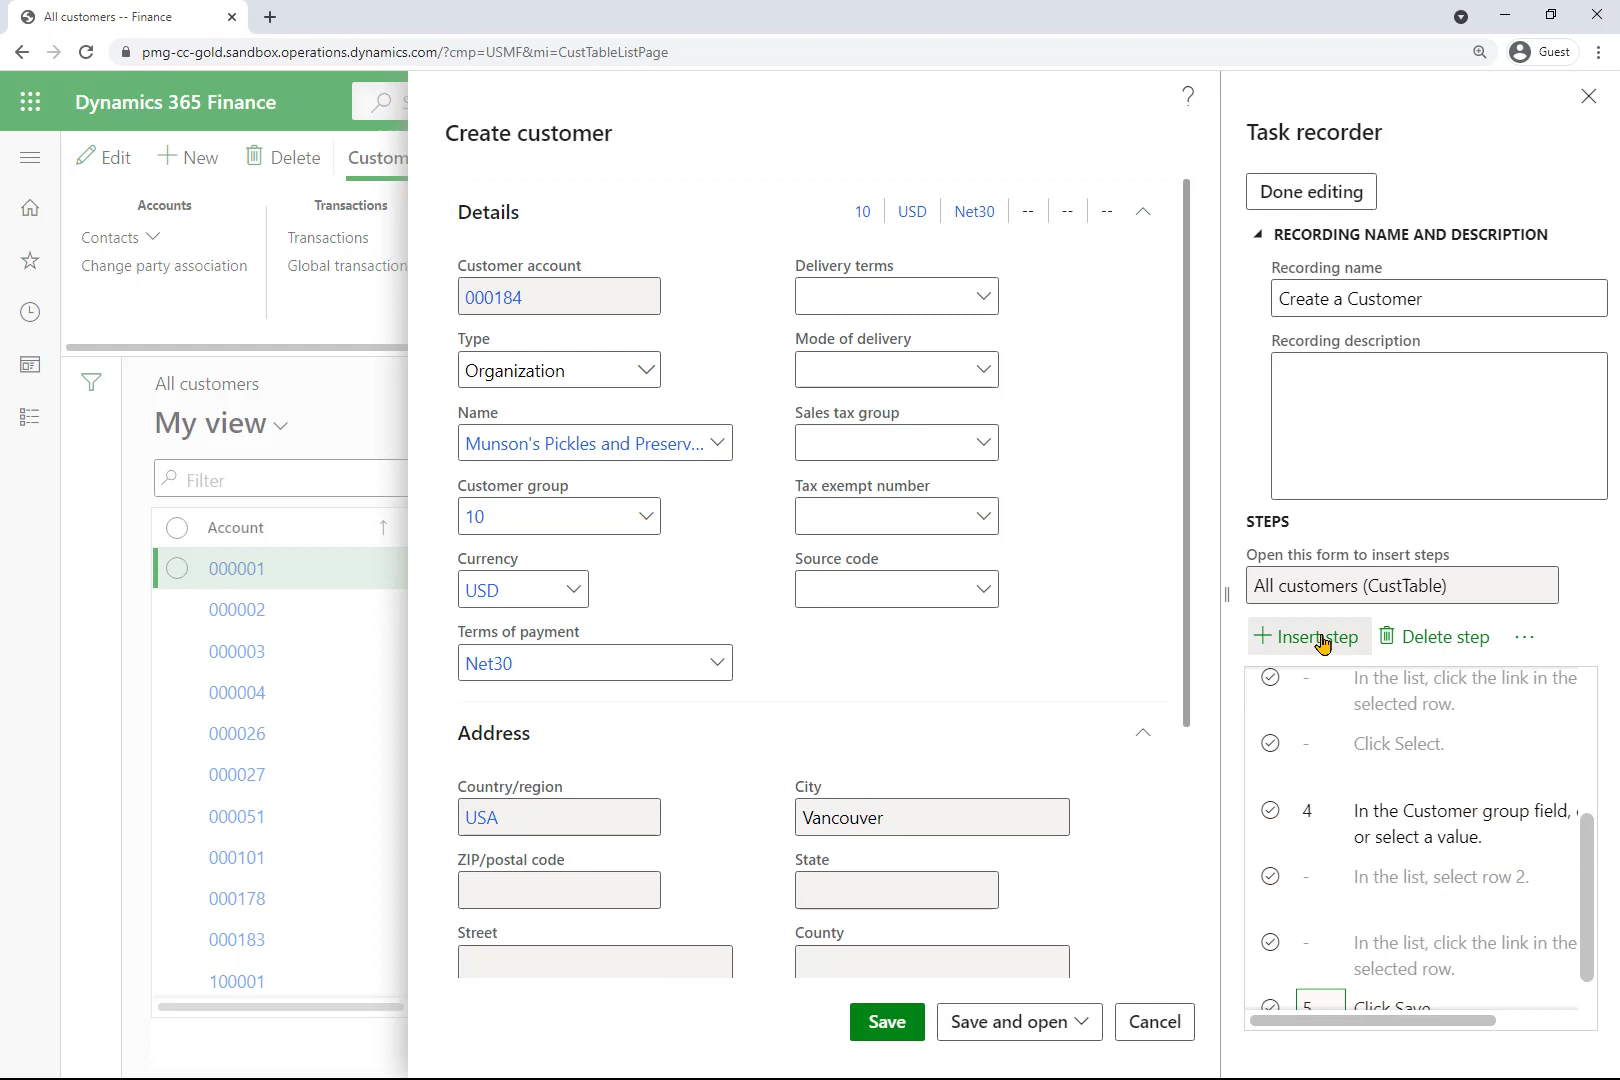 All customers -- Finance
pmg-cc-gold.sandbox.operations.dynamics.com/?cmp=USMF&mi=CustTableListPage
Guest
Dynamics 365 Finance
Edit
New
Delete
Custom
Accounts
Transactions
Contacts
Transactions
Change party association
Global transaction
All customers
My view
Filter
Account
000001
000002
000003
000004
000026
000027
000051
000101
000178
000183
100001
?
Create customer
Details
10
USD
Net30
--
--
--
Customer account
000184
Type
Organization
Name
Munson's Pickles and Preserv...
Customer group
10
Currency
USD
Terms of payment
Net30
Delivery terms
Mode of delivery
Sales tax group
Tax exempt number
Source code
Address
Country/region
USA
ZIP/postal code
Street
City
Vancouver
State
County
Save
Save and open
Cancel
Task recorder
Done editing
RECORDING NAME AND DESCRIPTION
Recording name
Create a Customer
Recording description
STEPS
Open this form to insert steps
All customers (CustTable)
Insert step
Delete step
...
- In the list, click the link in the
selected row.
- Click Select.
4 In the Customer group field,
or select a value.
- In the list, select row 2.
- In the list, click the link in the
selected row.
5 Click Save